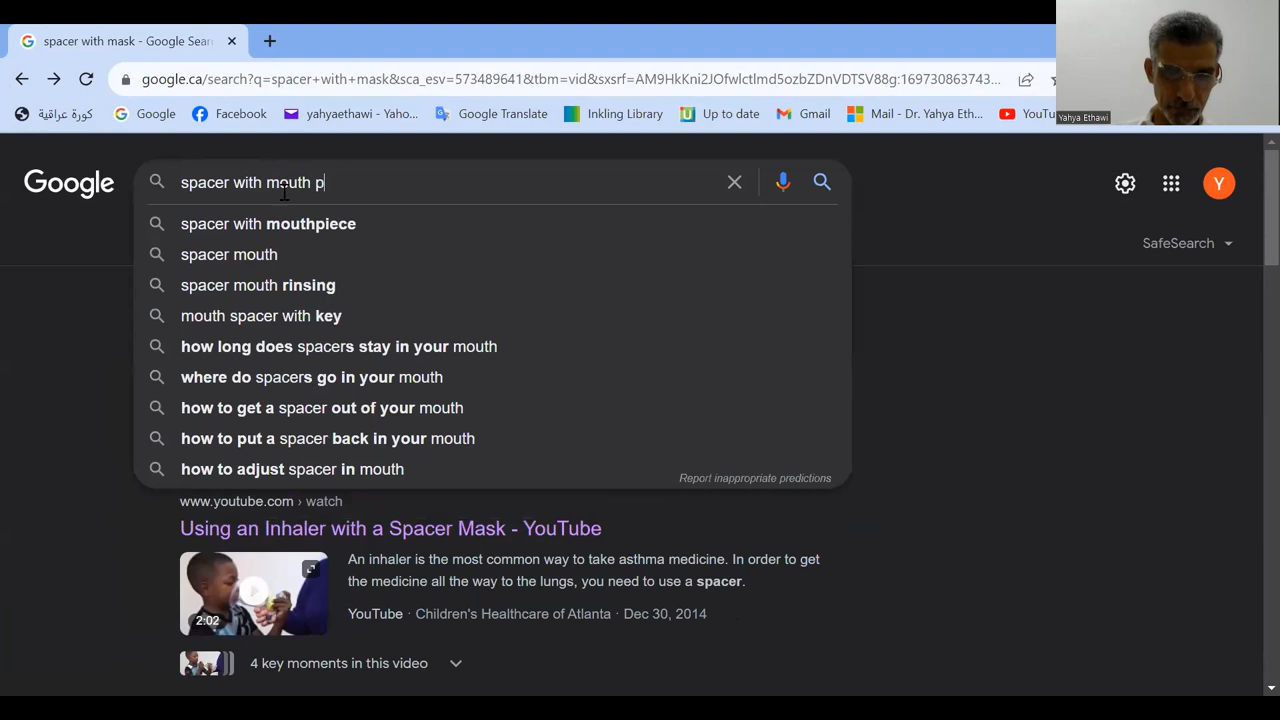 spacer with mask - Google Sear
google.ca/search?q=spacer+with+mask&sca_esv=573489641&tbm=vid&sxsrf=AM9HkKni2JOfwlctlmd5ozbZDnVDTSV88g:169730863743...
Yahya Ethawi
كورة عراقية
Google
Facebook
yahyaethawi - Yaho...
Google Translate
Inkling Library
Up to date
Mail - Dr. Yahya Eth...
YouTu
Google
spacer with mouth p
Y
spacer with mouthpiece
spacer mouth
SafeSearch
spacer mouth rinsing
mouth spacer with key
how long does spacers stay in your mouth
where do spacers go in your mouth
how to get a spacer out of your mouth
how to put a spacer back in your mouth
how to adjust spacer in mouth
Report inappropriate predictions
www.youtube.com › watch
Using an Inhaler with a Spacer Mask - YouTube
An inhaler is the most common way to take asthma medicine. In order to get
the medicine all the way to the lungs, you need to use a spacer.
2:02
YouTube · Children's Healthcare of Atlanta · Dec 30, 2014
4 key moments in this video